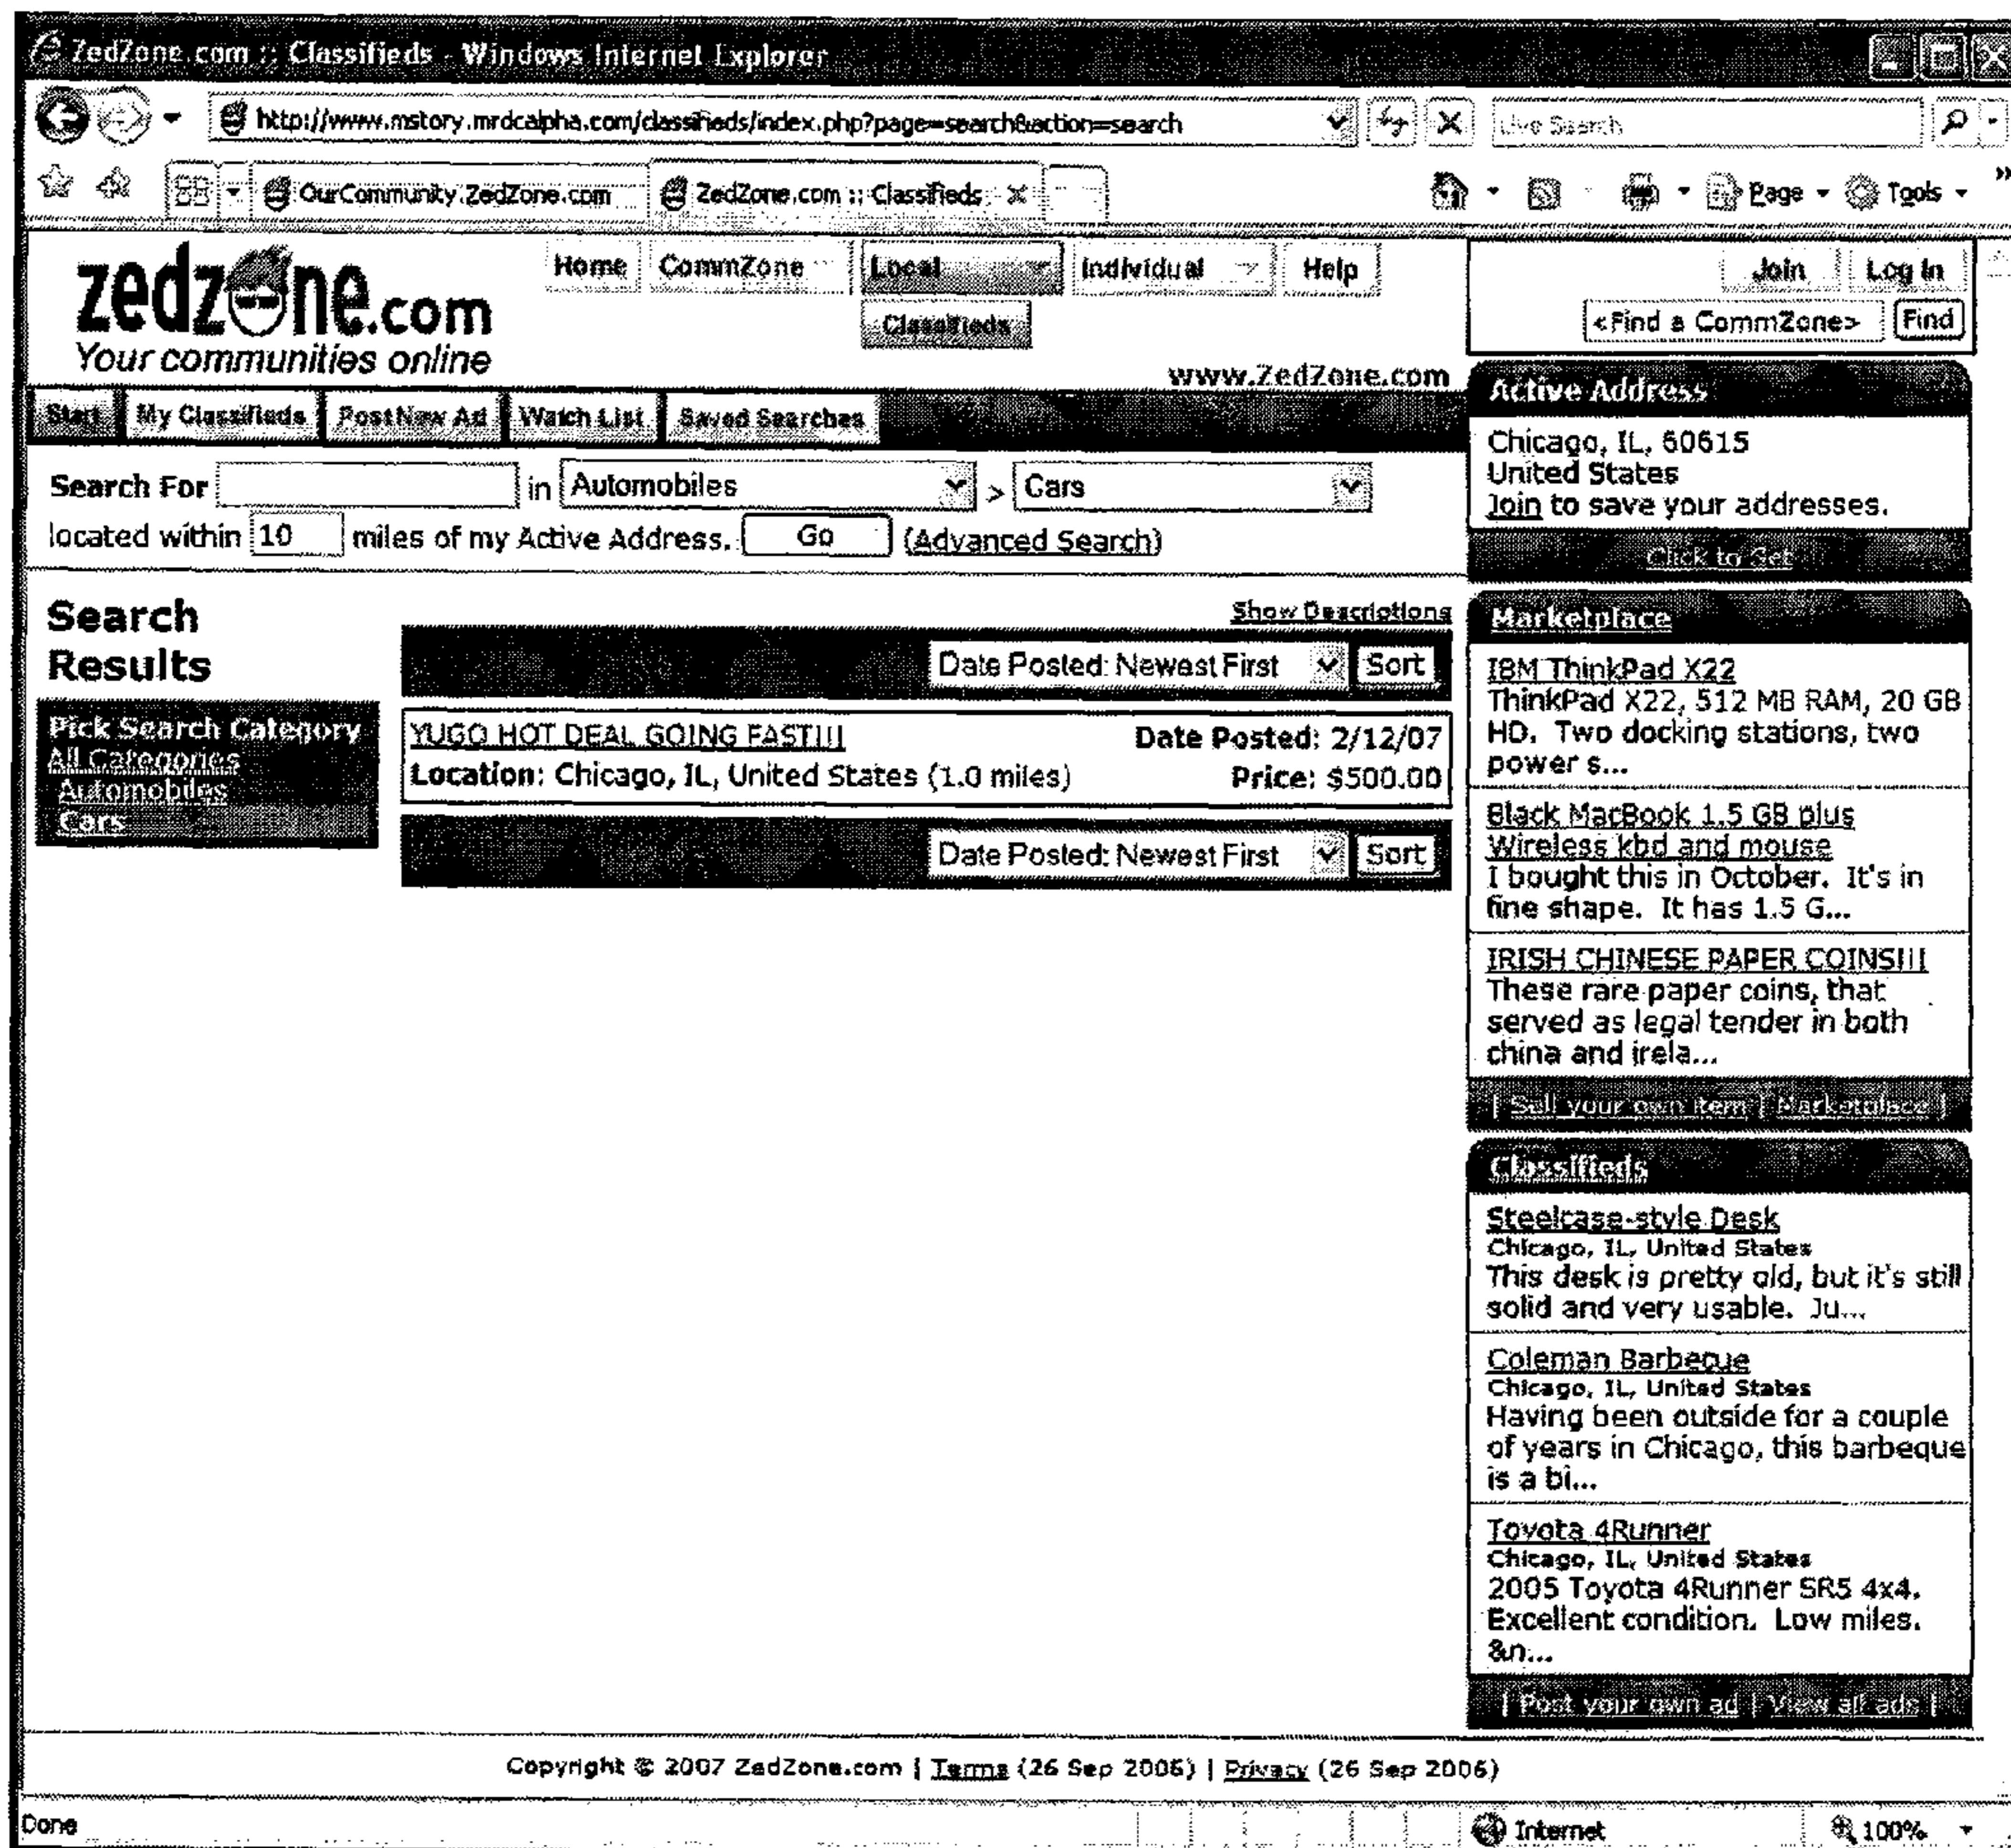 ZedZone.com :: Classifieds - Windows Internet Explorer
http://www.mstory.mrdcalpha.com/classifieds/index.php?page=search&action=search
Live Search
OurCommunity.ZedZone.com
ZedZone.com :: Classifieds
Page
Tools
zedzone.com
Your communities online
Home
CommZone
Local
Individual
Help
Classifieds
www.ZedZone.com
Join
Log In
<Find a CommZone>
Find
Start
My Classifieds
Post New Ad
Watch List
Saved Searches
Search For in Automobiles > Cars
located within 10 miles of my Active Address. Go (Advanced Search)
Search
Results
Pick Search Category
All Categories
Automobiles
Cars
Show Descriptions
Date Posted: Newest First Sort
YUGO HOT DEAL GOING FAST!!! Date Posted: 2/12/07
Location: Chicago, IL, United States (1.0 miles) Price: $500.00
Date Posted: Newest First Sort
Active Address
Chicago, IL, 60615
United States
Join to save your addresses.
Click to Set
Marketplace
IBM ThinkPad X22
ThinkPad X22, 512 MB RAM, 20 GB
HD. Two docking stations, two
power s...
Black MacBook 1.5 GB plus
Wireless kbd and mouse
I bought this in October. It's in
fine shape. It has 1.5 G...
IRISH CHINESE PAPER COINS!!!
These rare paper coins, that
served as legal tender in both
china and irela...
| Sell your own item | Marketplace |
Classifieds
Steelcase-style Desk
Chicago, IL, United States
This desk is pretty old, but it's still
solid and very usable. Ju...
Coleman Barbecue
Chicago, IL, United States
Having been outside for a couple
of years in Chicago, this barbeque
is a bi...
Toyota 4Runner
Chicago, IL, United States
2005 Toyota 4Runner SR5 4x4.
Excellent condition. Low miles.
&n...
| Post your own ad | View all ads |
Copyright © 2007 ZedZone.com | Terms (26 Sep 2006) | Privacy (26 Sep 2006)
Done
Internet
100%